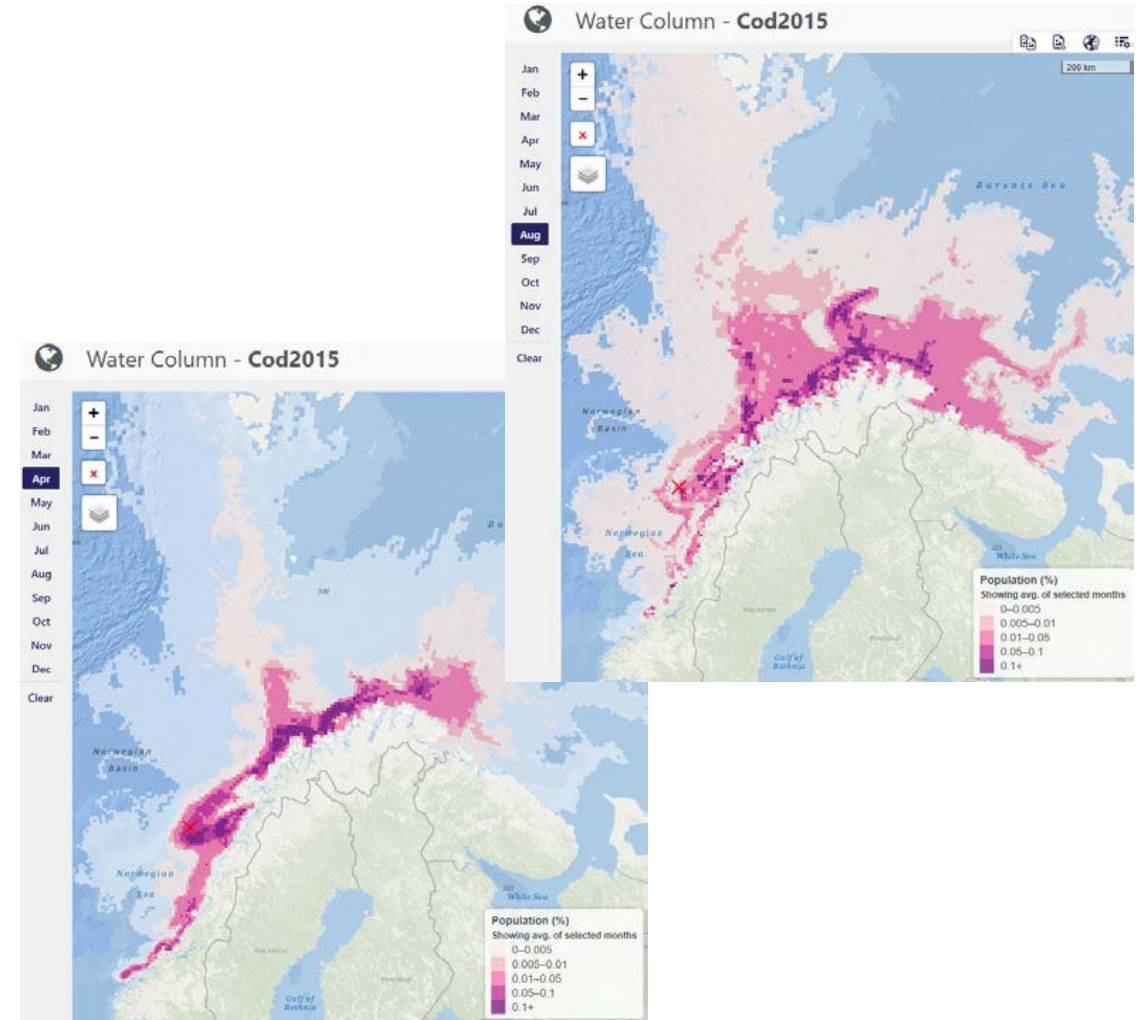 Water Column - Cod2015
200 km
Jan
Feb
Mar
Apr
May
Jun
Jul
Aug
Sep
Oct
Nov
Dec
Clear
+
−
x
Barents Sea
500
Norwegian
Basin
Norwegian
Sea
White Sea
Gulf of
Bothnia
Population (%)
Showing avg. of selected months
0–0.005
0.005–0.01
0.01–0.05
0.05–0.1
0.1+
Water Column - Cod2015
Jan
Feb
Mar
Apr
May
Jun
Jul
Aug
Sep
Oct
Nov
Dec
Clear
+
−
x
500
Norwegian
Basin
Norwegian
Sea
White Sea
Gulf of
Bothnia
Population (%)
Showing avg. of selected months
0–0.005
0.005–0.01
0.01–0.05
0.05–0.1
0.1+